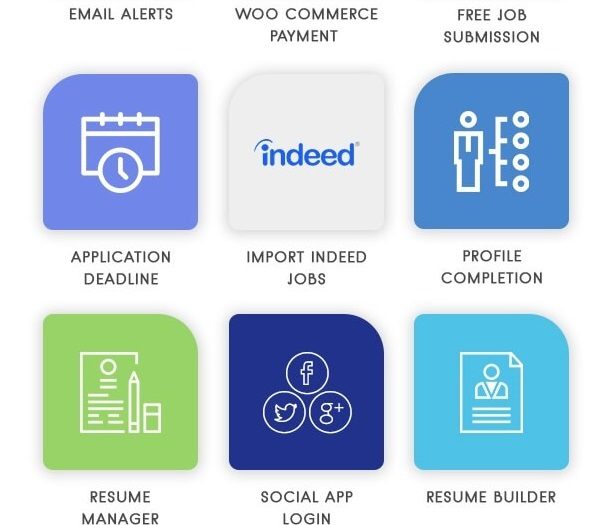 EMAIL ALERTS
WOO COMMERCE
PAYMENT
FREE JOB
SUBMISSION
indeed®
APPLICATION
DEADLINE
IMPORT INDEED
JOBS
PROFILE
COMPLETION
f
g+
RESUME
MANAGER
SOCIAL APP
LOGIN
RESUME BUILDER